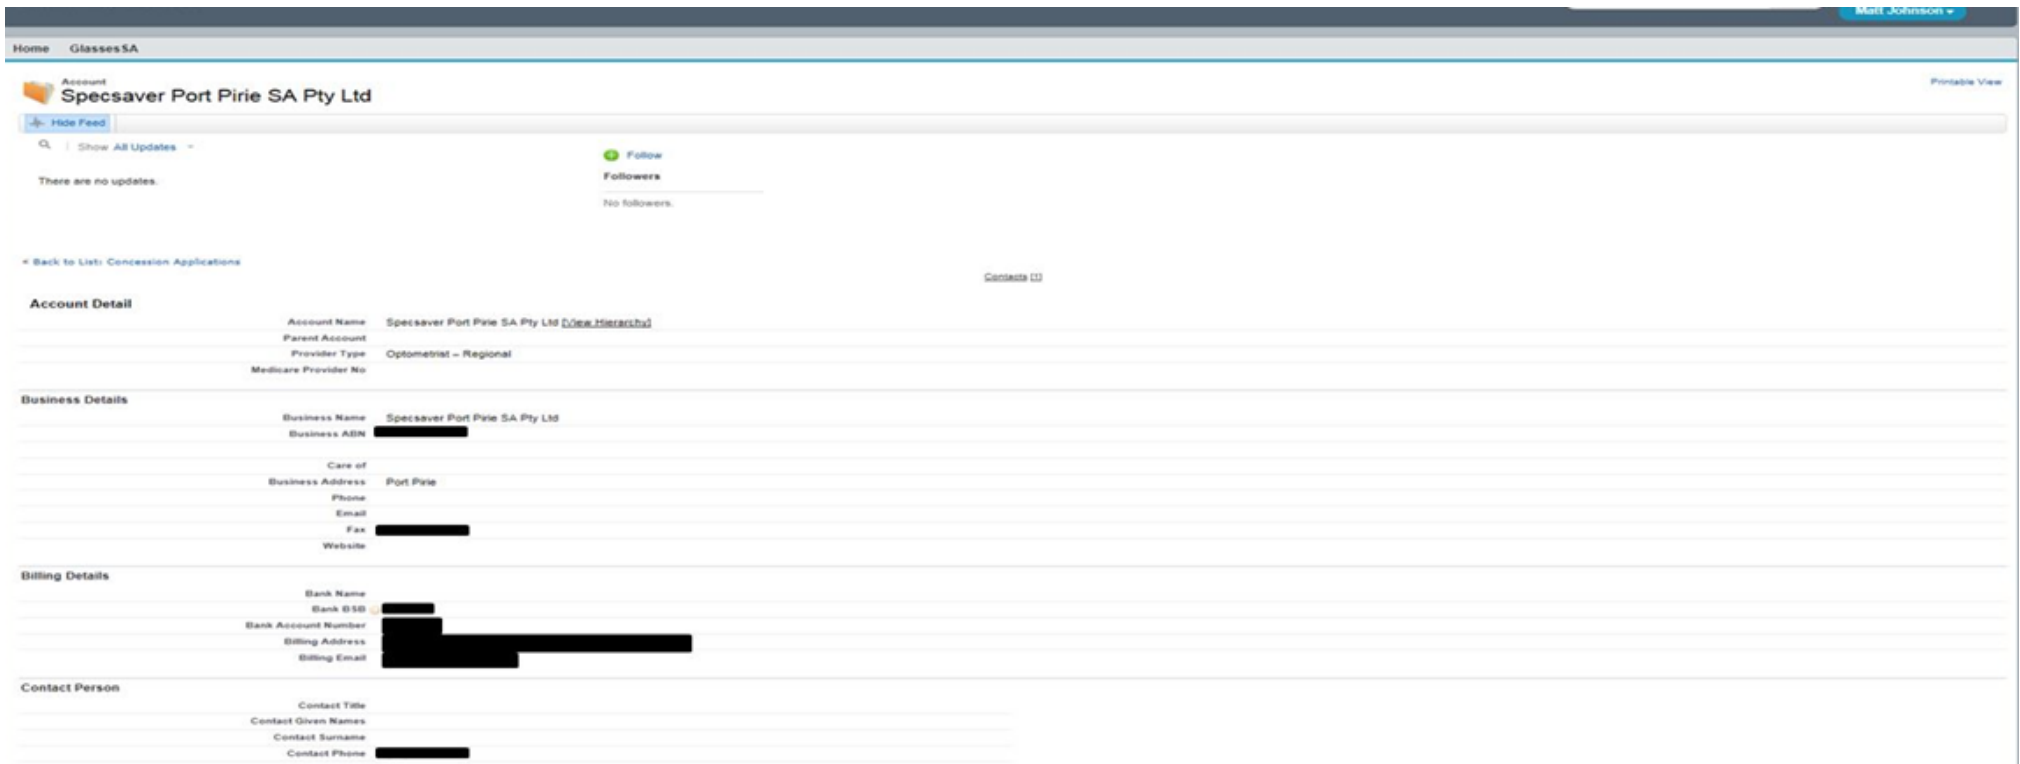 Matt Johnson
Home GlassesSA
Account
Specsaver Port Pirie SA Pty Ltd
Printable View
Hide Feed
Show All Updates
Follow
There are no updates.
Followers
No followers.
< Back to List: Concession Applications
Contacts [1]
Account Detail
Account Name Specsaver Port Pirie SA Pty Ltd [View Hierarchy]
Parent Account
Provider Type Optometrist – Regional
Medicare Provider No
Business Details
Business Name Specsaver Port Pirie SA Pty Ltd
Business ABN
Care of
Business Address Port Pirie
Phone
Email
Fax
Website
Billing Details
Bank Name
Bank BSB
Bank Account Number
Billing Address
Billing Email
Contact Person
Contact Title
Contact Given Names
Contact Surname
Contact Phone